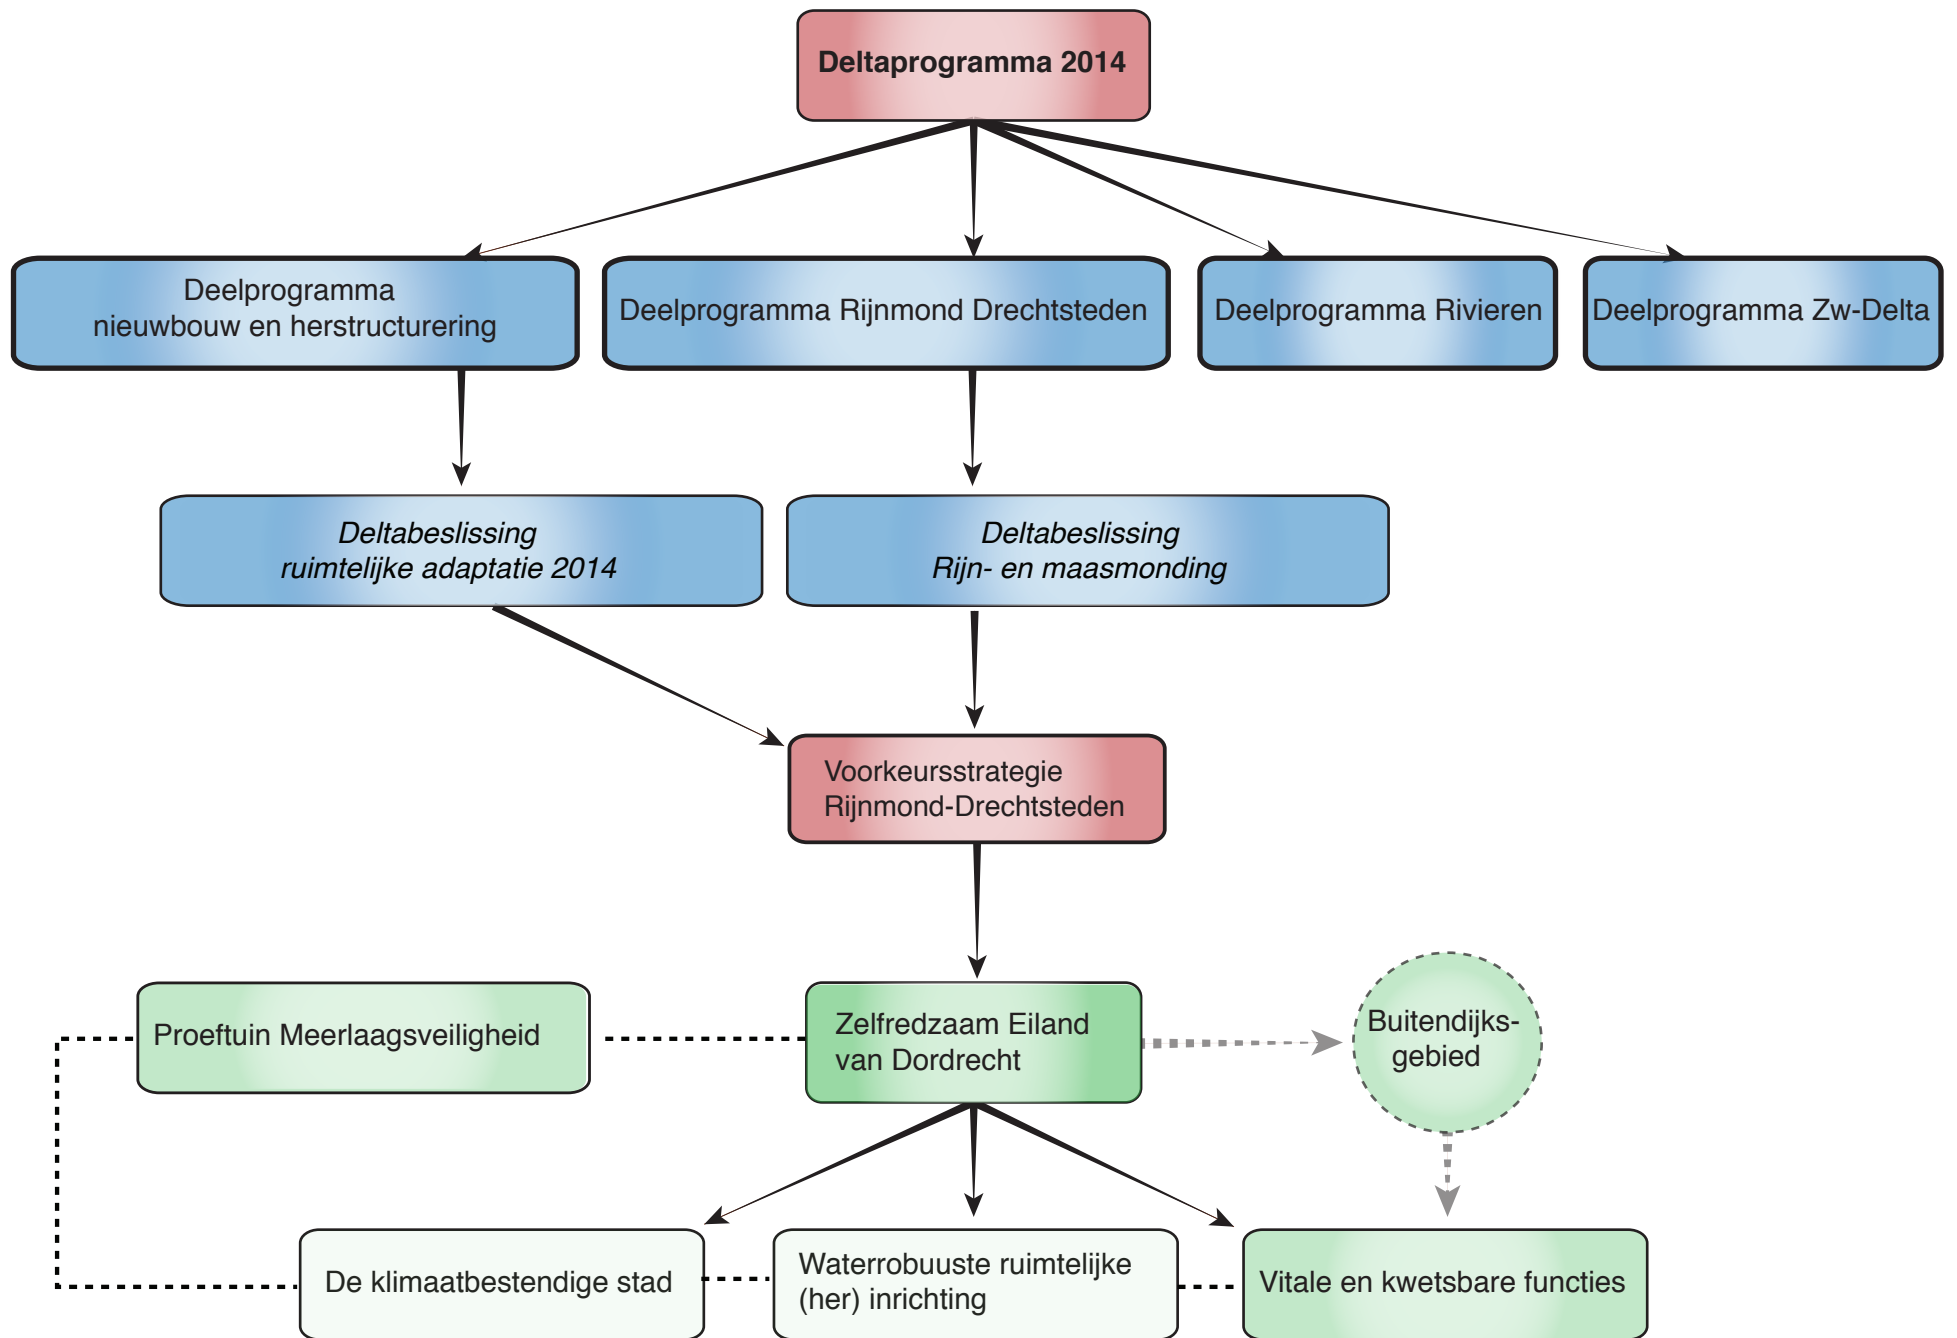 Deltaprogramma 2014
Deelprogramma
nieuwbouw en herstructurering
Deelprogramma Rijnmond Drechtsteden
Deelprogramma Rivieren
Deelprogramma Zw-Delta
Deltabeslissing
ruimtelijke adaptatie 2014
Deltabeslissing
Rijn- en maasmonding
Voorkeursstrategie
Rijnmond-Drechtsteden
Proeftuin Meerlaagsveiligheid
Zelfredzaam Eiland
van Dordrecht
Buitendijks-
gebied
De klimaatbestendige stad
Waterrobuuste ruimtelijke
(her) inrichting
Vitale en kwetsbare functies